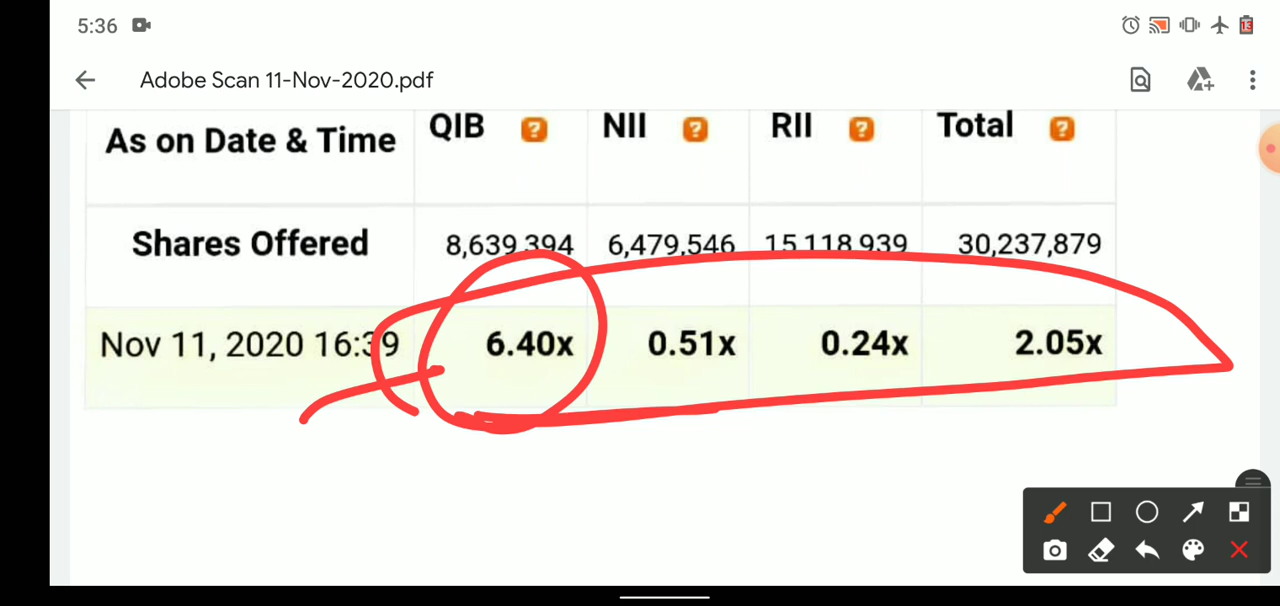 5:36
13
Adobe Scan 11-Nov-2020.pdf
As on Date & Time QIB ? NII ? RII ? Total ?
Shares Offered 8,639,394 6,479,546 15,118,939 30,237,879
Nov 11, 2020 16:39 6.40x 0.51x 0.24x 2.05x